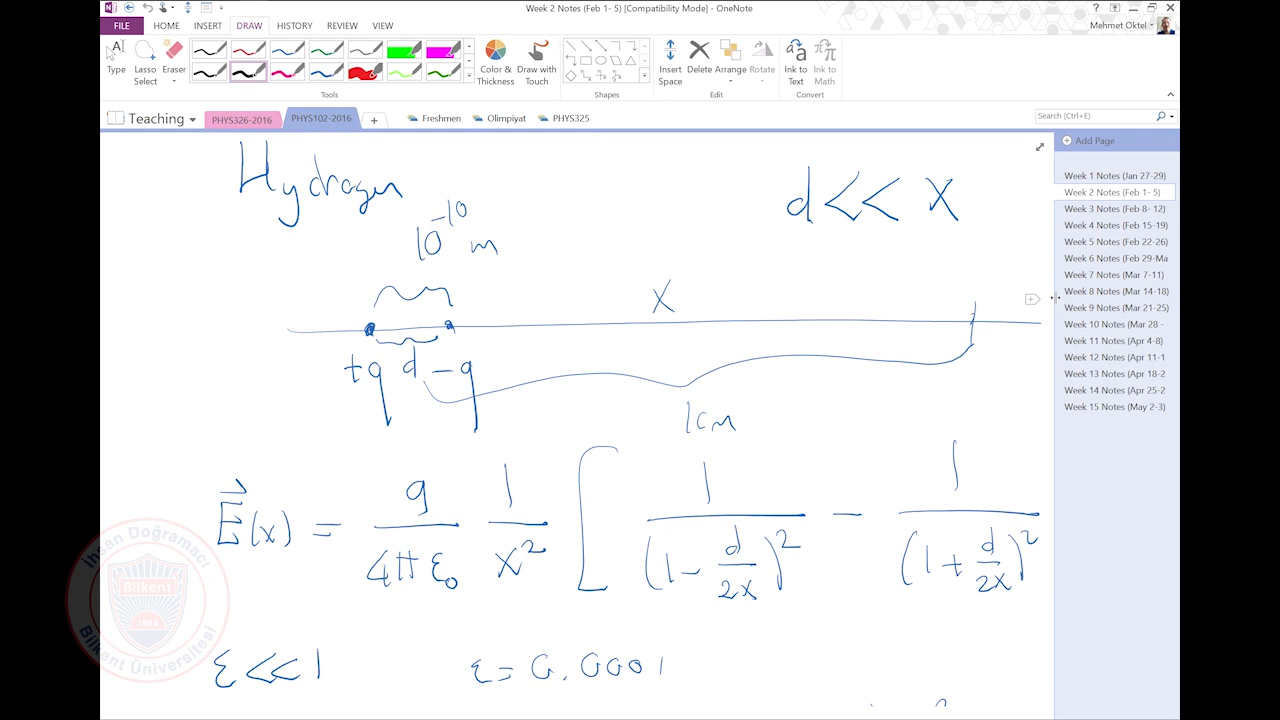 Week 2 Notes (Feb 1- 5) [Compatibility Mode] - OneNote
FILE HOME INSERT DRAW HISTORY REVIEW VIEW
Mehmet Oktel
Type
Lasso Select
Eraser
Color & Thickness
Draw with Touch
Insert Space
Delete
Arrange
Rotate
Ink to Text
Ink to Math
Tools Shapes Edit Convert
Teaching PHYS326-2016 PHYS102-2016 Freshmen Olimpiyat PHYS325
Search (Ctrl+E)
Add Page
Week 1 Notes (Jan 27-29)
Week 2 Notes (Feb 1- 5)
Week 3 Notes (Feb 8- 12)
Week 4 Notes (Feb 15-19)
Week 5 Notes (Feb 22-26)
Week 6 Notes (Feb 29-Ma
Week 7 Notes (Mar 7-11)
Week 8 Notes (Mar 14-18)
Week 9 Notes (Mar 21-25)
Week 10 Notes (Mar 28 -
Week 11 Notes (Apr 4-8)
Week 12 Notes (Apr 11-1
Week 13 Notes (Apr 18-2
Week 14 Notes (Apr 25-2
Week 15 Notes (May 2-3)
Hydrogen
d << x
10^-10 m
x
+q d -q
1cm
E⃗(x) = q/(4πε₀) 1/x² [ 1/(1 - d/2x)² - 1/(1 + d/2x)²
ε << 1 ε = 0.0001
İhsan Doğramacı
Bilkent
1984
Bilkent Üniversitesi